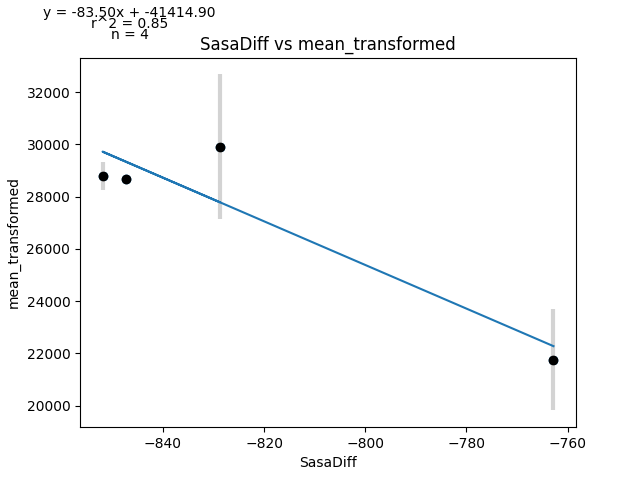 y = -83.50x + -41414.90
r^2 = 0.85
n = 4
SasaDiff vs mean_transformed
mean_transformed
32000
30000
28000
26000
24000
22000
20000
−840 −820 −800 −780 −760
SasaDiff